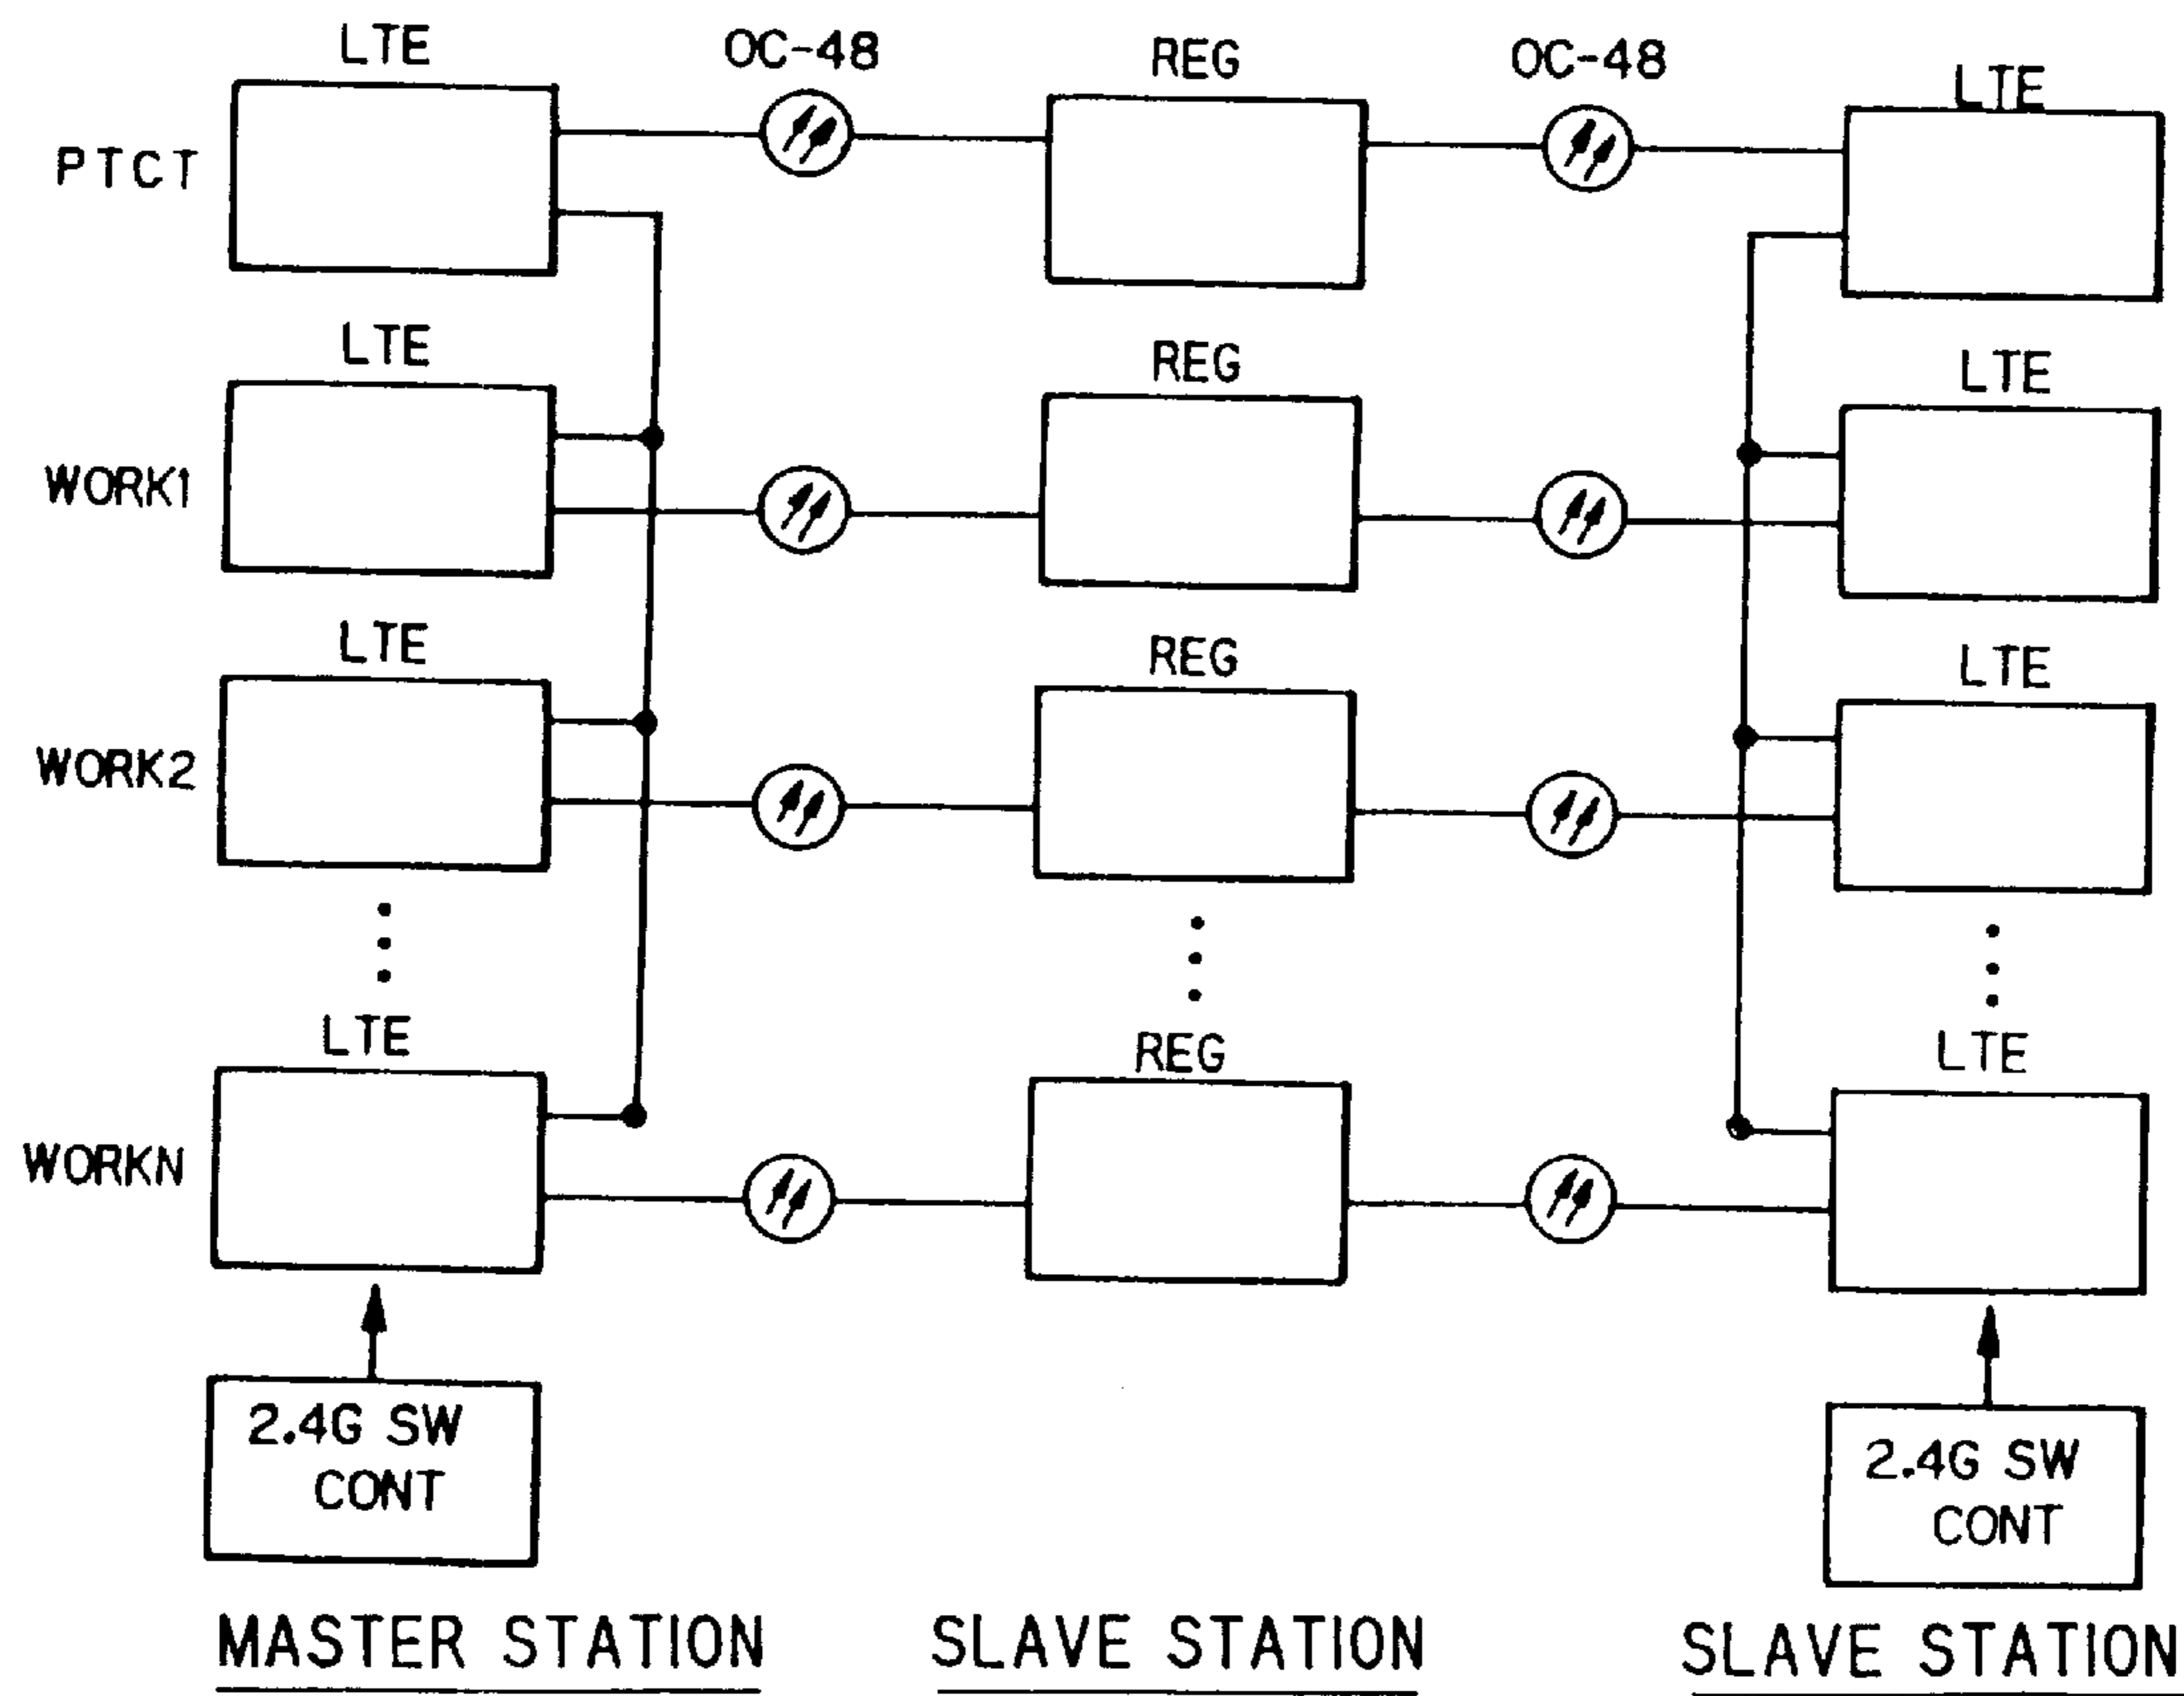 LTE OC-48 REG OC-48 LTE
PTCT
LTE REG LTE
WORK1
LTE REG LTE
WORK2
LTE REG LTE
WORKN
2.4G SW 2.4G SW
CONT CONT
MASTER STATION SLAVE STATION SLAVE STATION